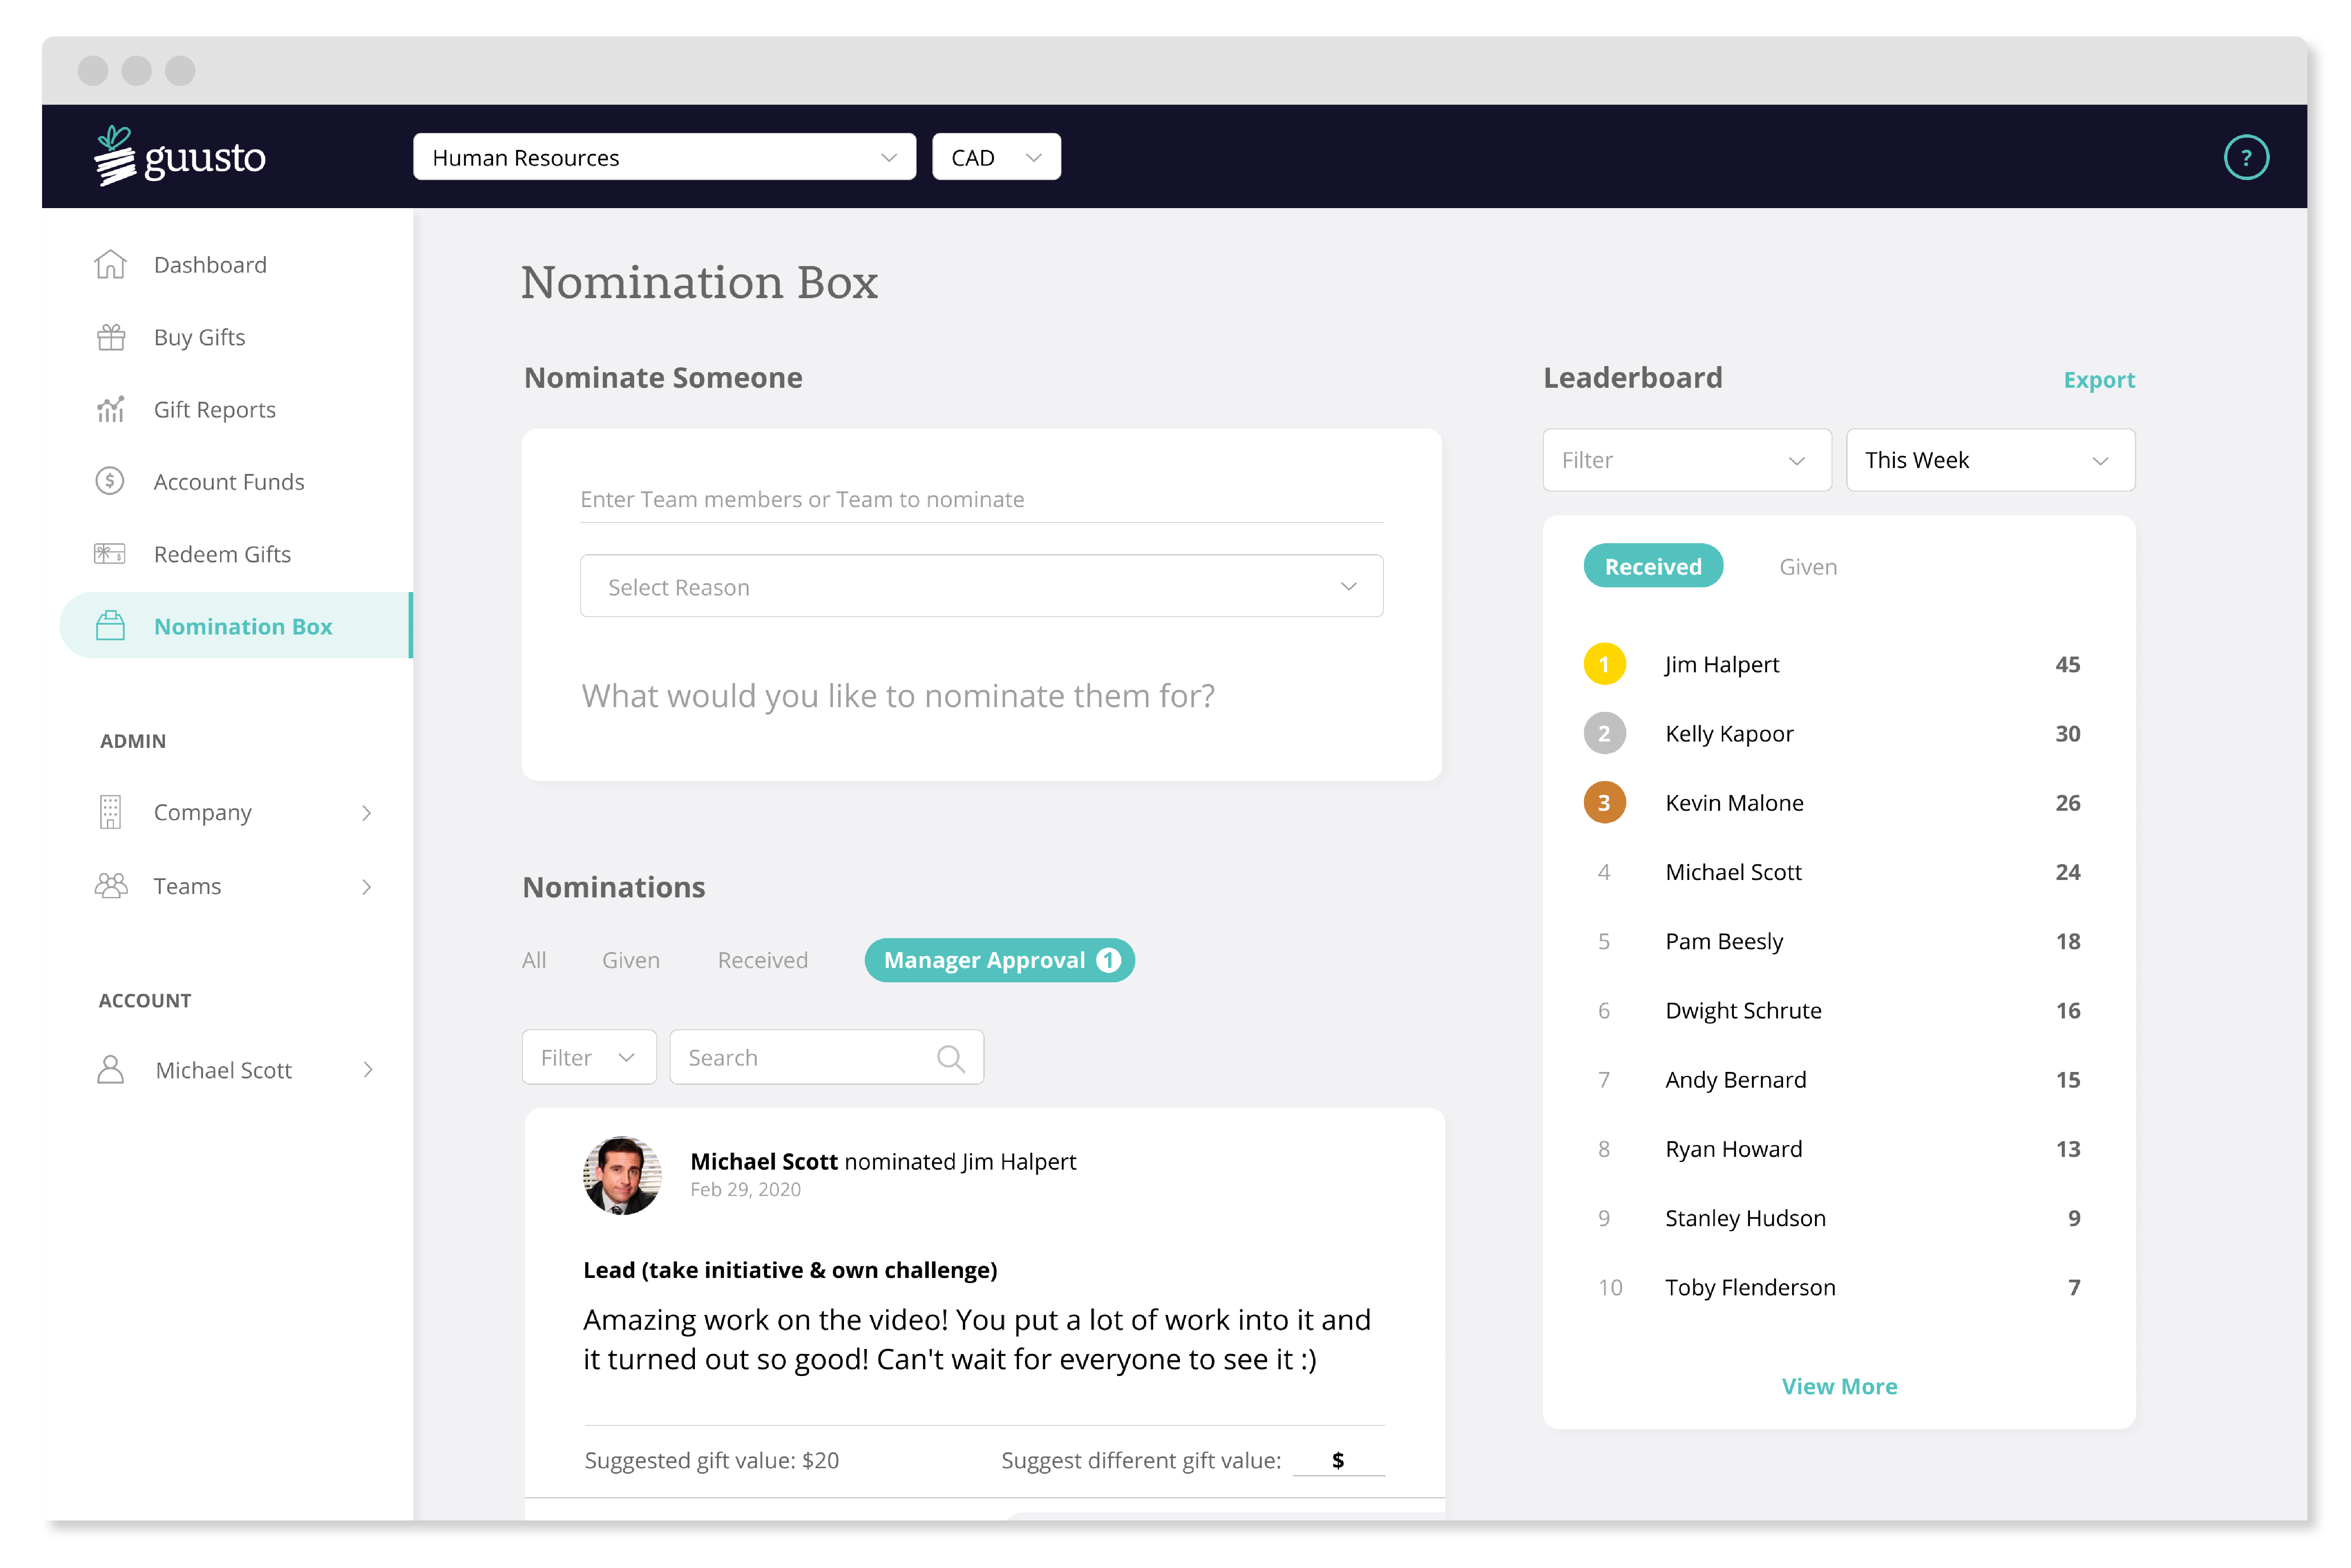 guusto
Human Resources
CAD
?
Dashboard
Buy Gifts
Gift Reports
Account Funds
Redeem Gifts
Nomination Box
ADMIN
Company
Teams
ACCOUNT
Michael Scott
Nomination Box
Nominate Someone
Enter Team members or Team to nominate
Select Reason
What would you like to nominate them for?
Nominations
All Given Received Manager Approval 1
Filter Search
Michael Scott nominated Jim Halpert
Feb 29, 2020
Lead (take initiative & own challenge)
Amazing work on the video! You put a lot of work into it and
it turned out so good! Can't wait for everyone to see it :)
Suggested gift value: $20 Suggest different gift value: $
Leaderboard Export
Filter This Week
Received Given
1 Jim Halpert 45
2 Kelly Kapoor 30
3 Kevin Malone 26
4 Michael Scott 24
5 Pam Beesly 18
6 Dwight Schrute 16
7 Andy Bernard 15
8 Ryan Howard 13
9 Stanley Hudson 9
10 Toby Flenderson 7
View More